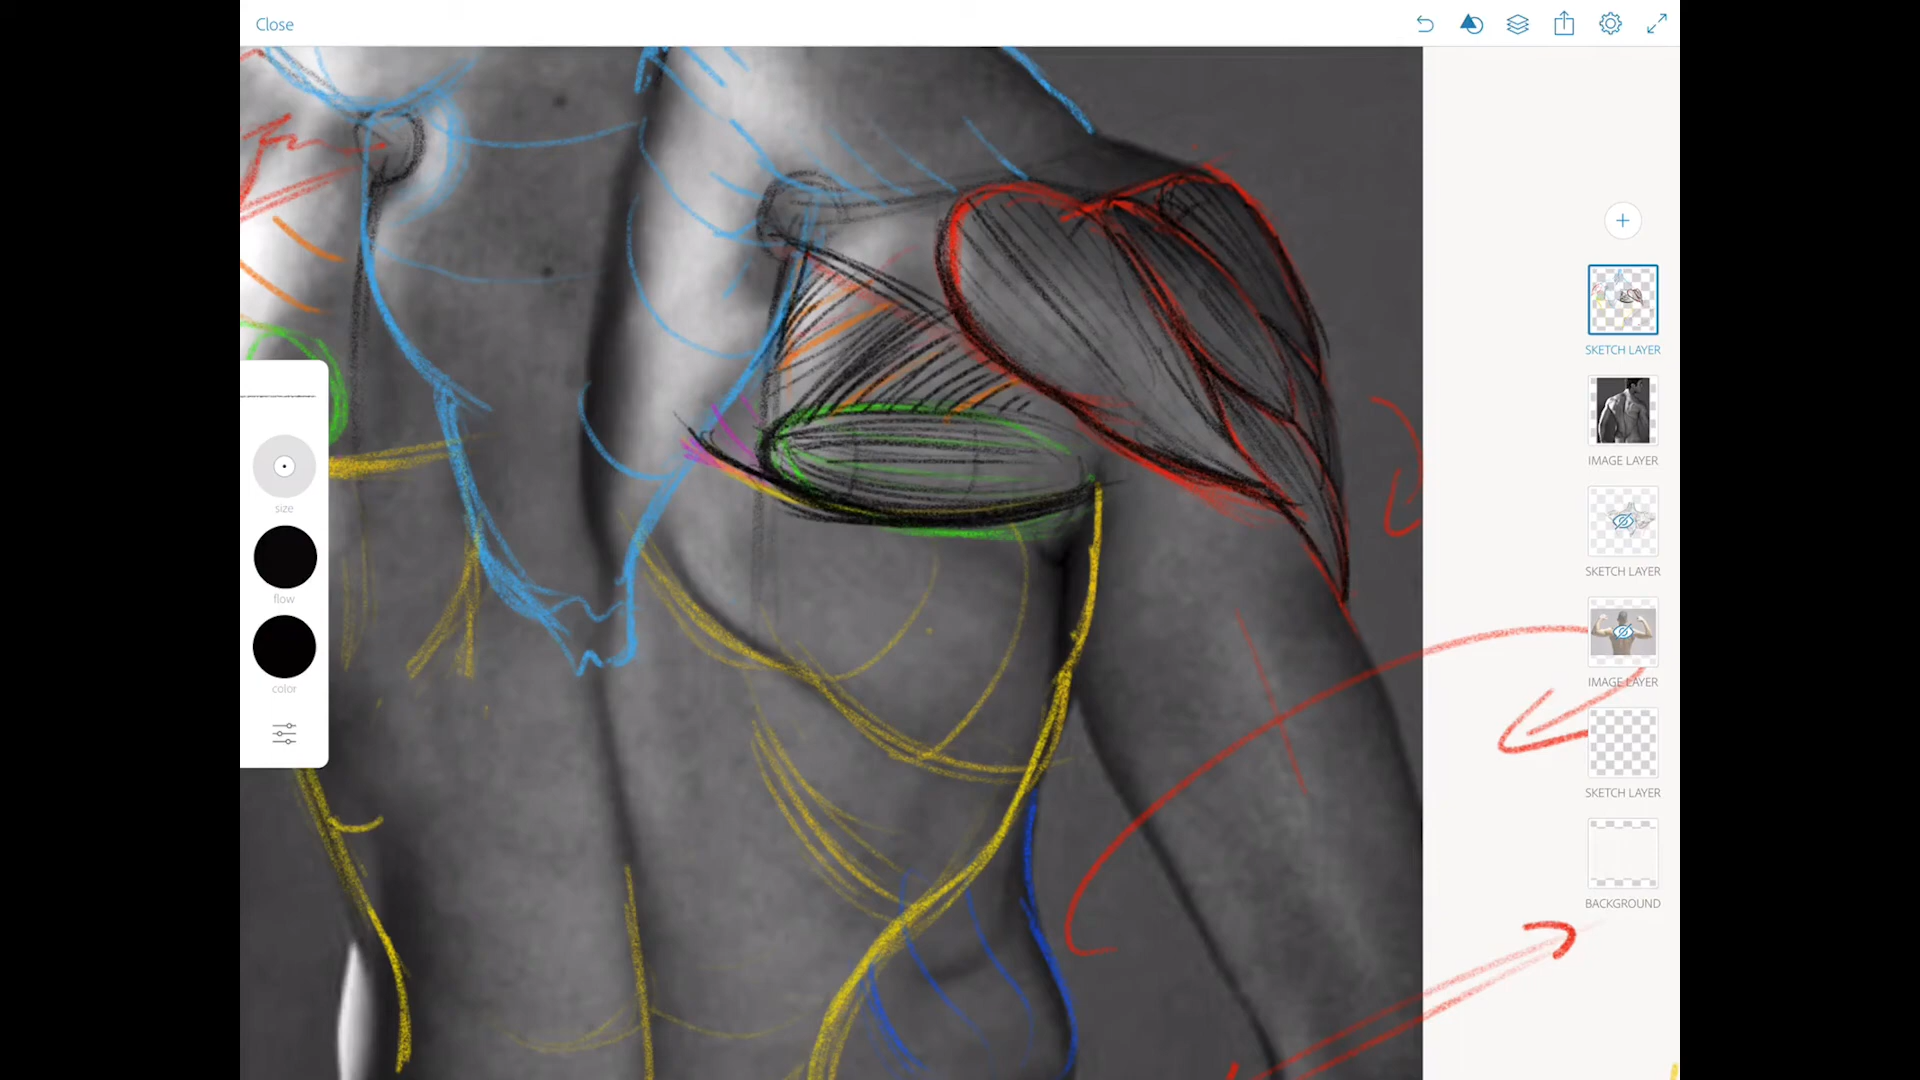 Close
SKETCH LAYER
IMAGE LAYER
size
SKETCH LAYER
flow
IMAGE LAYER
color
SKETCH LAYER
BACKGROUND